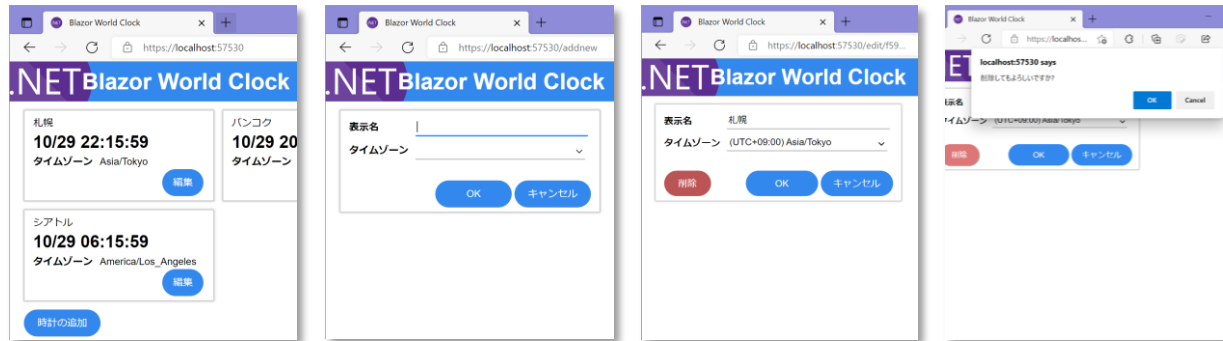 Blazor World Clock
https://localhost:57530
.NET Blazor World Clock
札幌
10/29 22:15:59
タイムゾーン Asia/Tokyo
編集
バンコク
10/29 20
タイムゾーン
シアトル
10/29 06:15:59
タイムゾーン America/Los_Angeles
編集
時計の追加
Blazor World Clock
https://localhost:57530/addnew
.NET Blazor World Clock
表示名
タイムゾーン
OK
キャンセル
Blazor World Clock
https://localhost:57530/edit/f59...
.NET Blazor World Clock
表示名 札幌
タイムゾーン (UTC+09:00) Asia/Tokyo
削除
OK
キャンセル
Blazor World Clock
https://localhos...
ET
localhost:57530 says
削除してもよろしいですか?
OK
Cancel
表示名
タイムゾーン (UTC+09:00) Asia/Tokyo
削除
OK
キャンセル